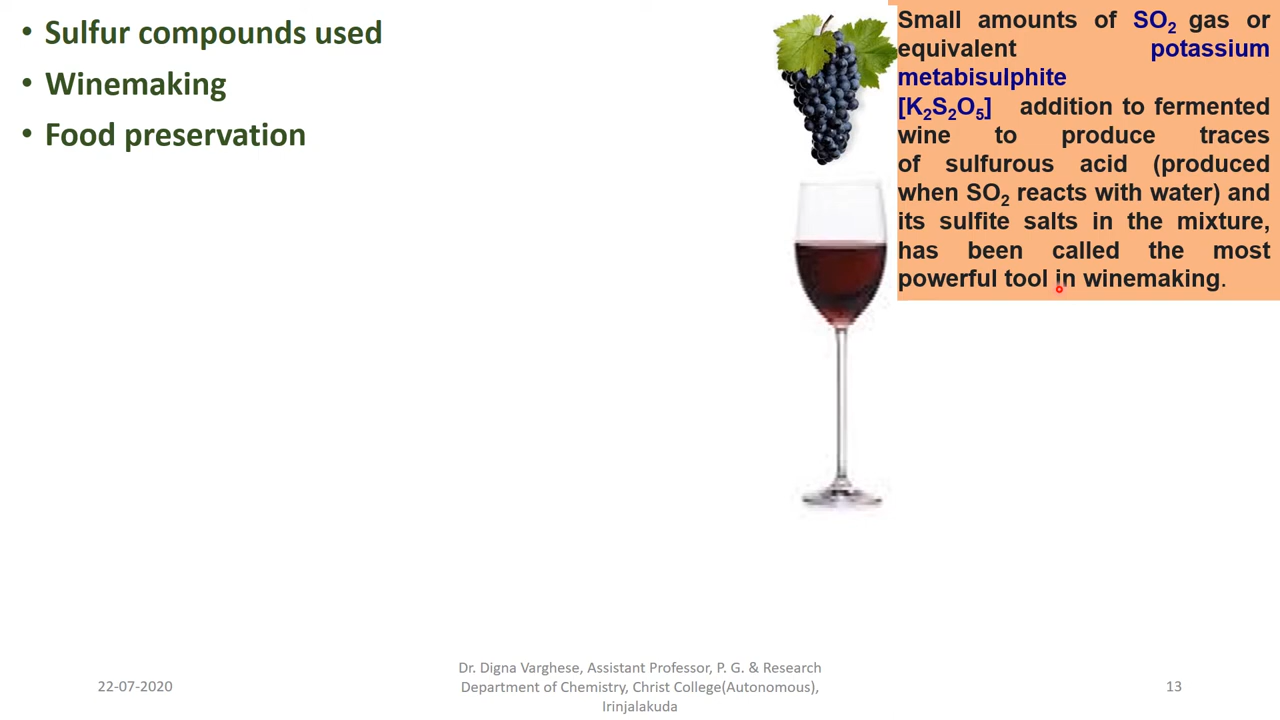 • Sulfur compounds used
• Winemaking
• Food preservation
Small amounts of SO₂ gas or
equivalent potassium
metabisulphite
[K₂S₂O₅] addition to fermented
wine to produce traces
of sulfurous acid (produced
when SO₂ reacts with water) and
its sulfite salts in the mixture,
has been called the most
powerful tool in winemaking.
22-07-2020
Dr. Digna Varghese, Assistant Professor, P. G. & Research
Department of Chemistry, Christ College(Autonomous),
Irinjalakuda
13